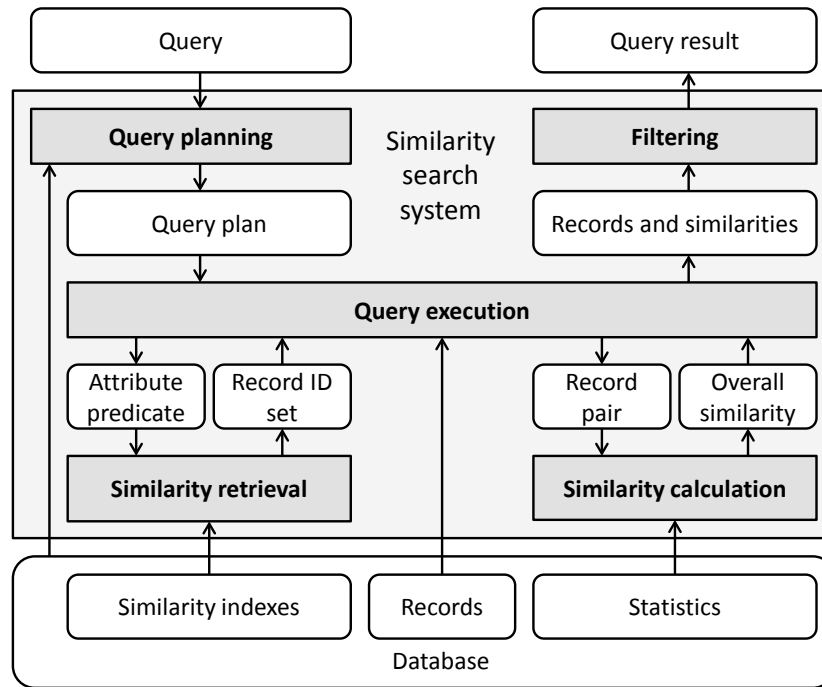 Query
Query result
Query planning
Similarity
search
system
Filtering
Query plan
Records and similarities
Query execution
Attribute
predicate
Record ID
set
Record
pair
Overall
similarity
Similarity retrieval
Similarity calculation
Similarity indexes
Records
Statistics
Database